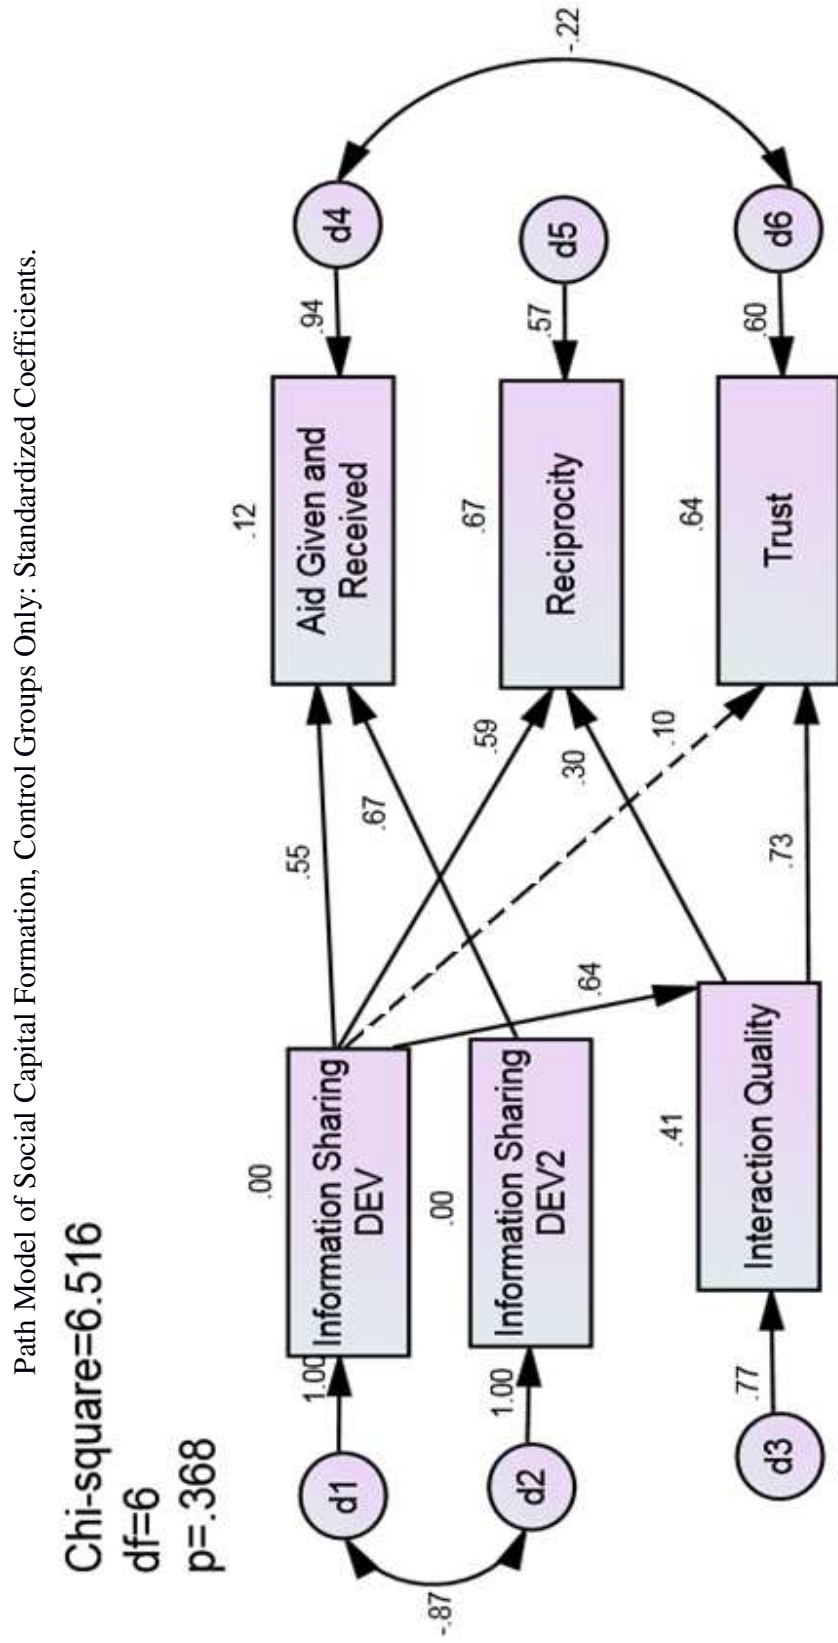 Path Model of Social Capital Formation, Control Groups Only: Standardized Coefficients.
Chi-square=6.516
df=6
p=.368
-.87
d1
1.00
.00
Information Sharing
DEV
d2
1.00
.00
Information Sharing
DEV2
d3
.77
.41
Interaction Quality
.55
.67
.59
.64
.30
.10
.73
.12
Aid Given and
Received
.94
d4
.67
Reciprocity
.57
d5
.64
Trust
.60
d6
-.22